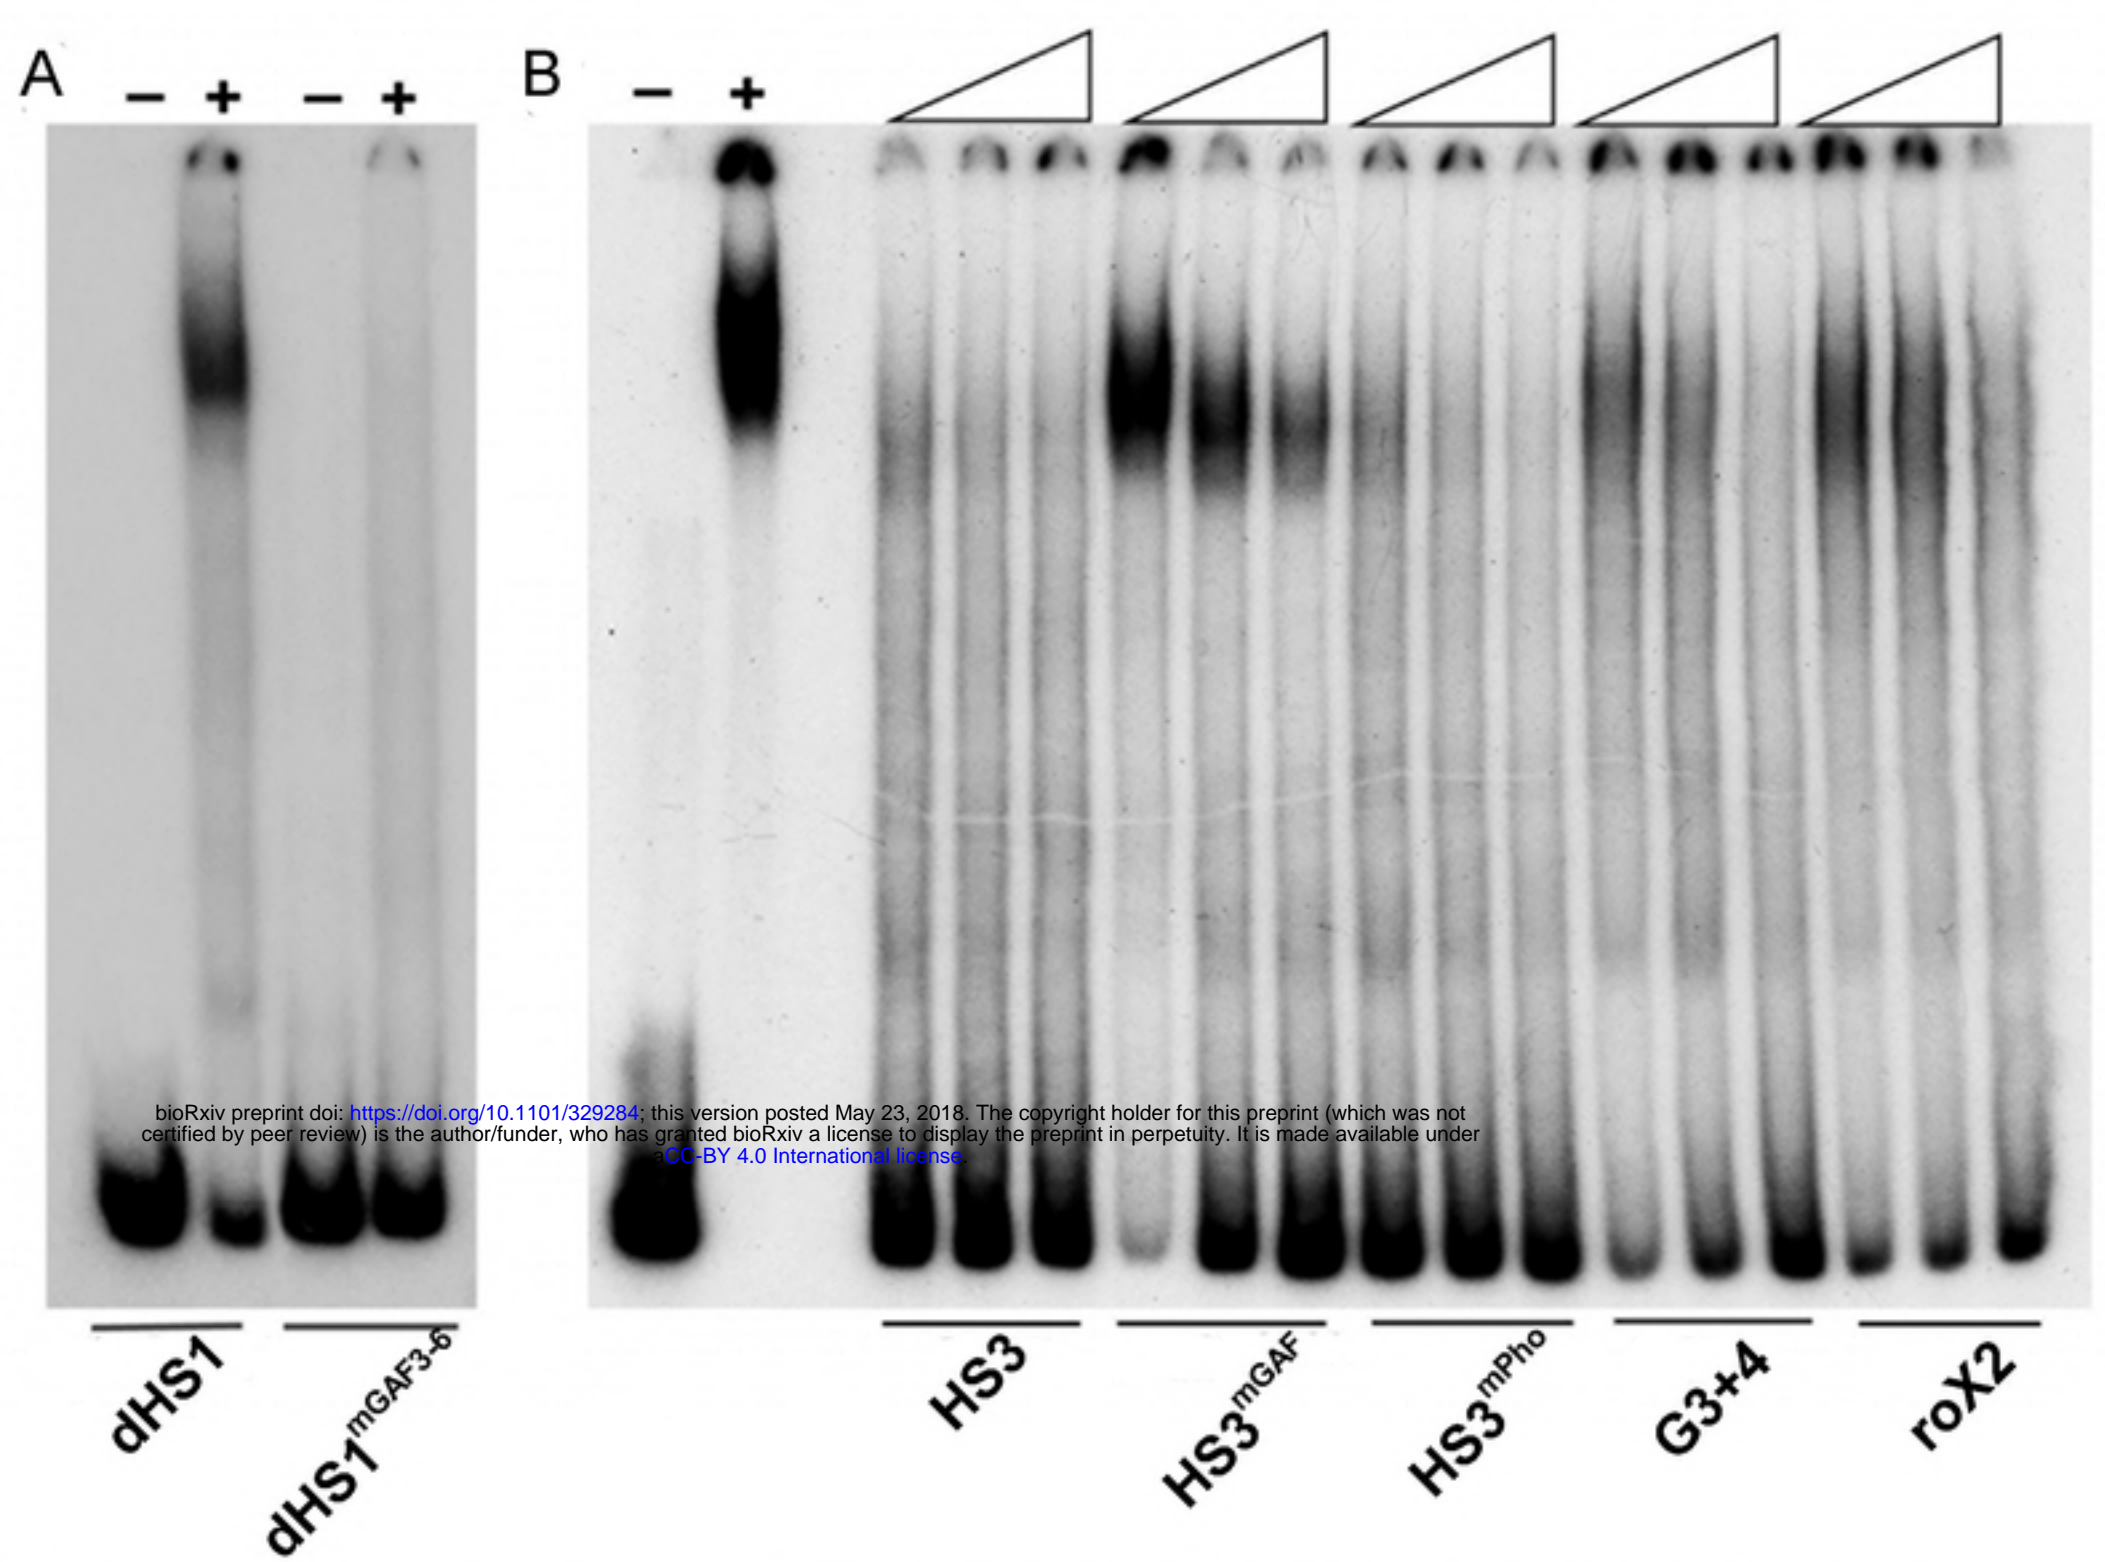 A
− + − +
B
− +
bioRxiv preprint doi: https://doi.org/10.1101/329284; this version posted May 23, 2018. The copyright holder for this preprint (which was not
certified by peer review) is the author/funder, who has granted bioRxiv a license to display the preprint in perpetuity. It is made available under
aCC-BY 4.0 International license.
dHS1
dHS1mGAF3-6
HS3
HS3mGAF
HS3mPho
G3+4
roX2